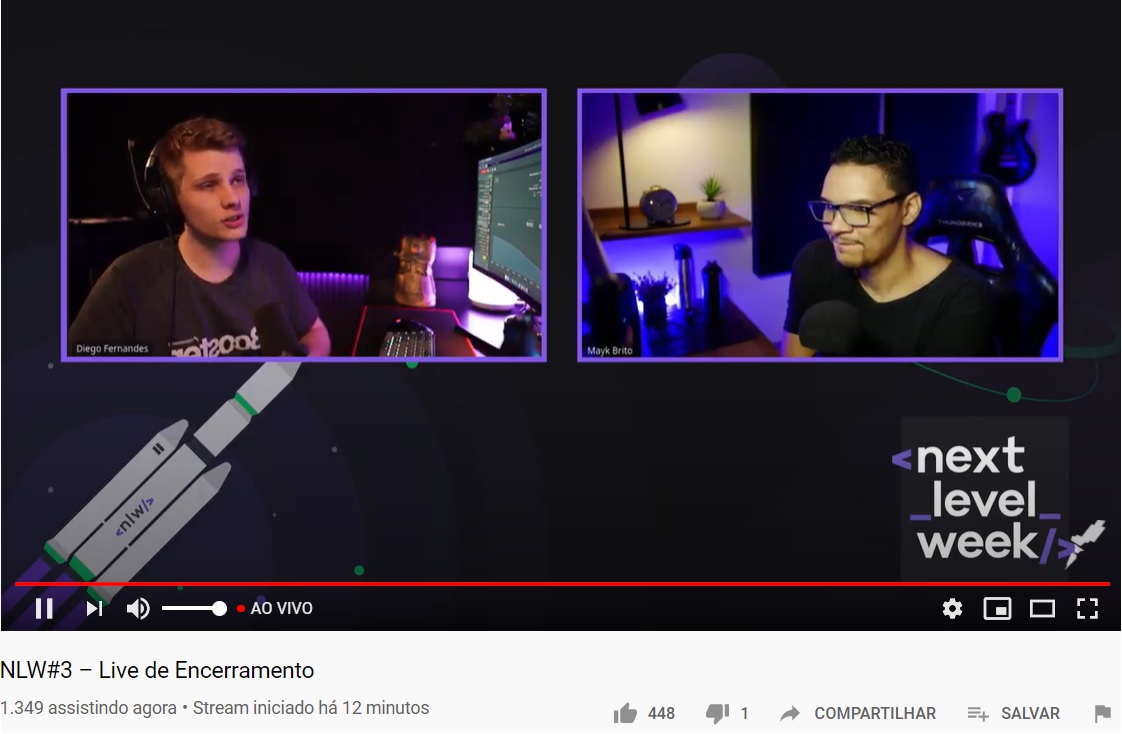 Diego Fernandes
Mayk Brito
<nlw/>
<next
_level_
week/>
AO VIVO
NLW#3 – Live de Encerramento
1.349 assistindo agora • Stream iniciado há 12 minutos
448
1
COMPARTILHAR
SALVAR